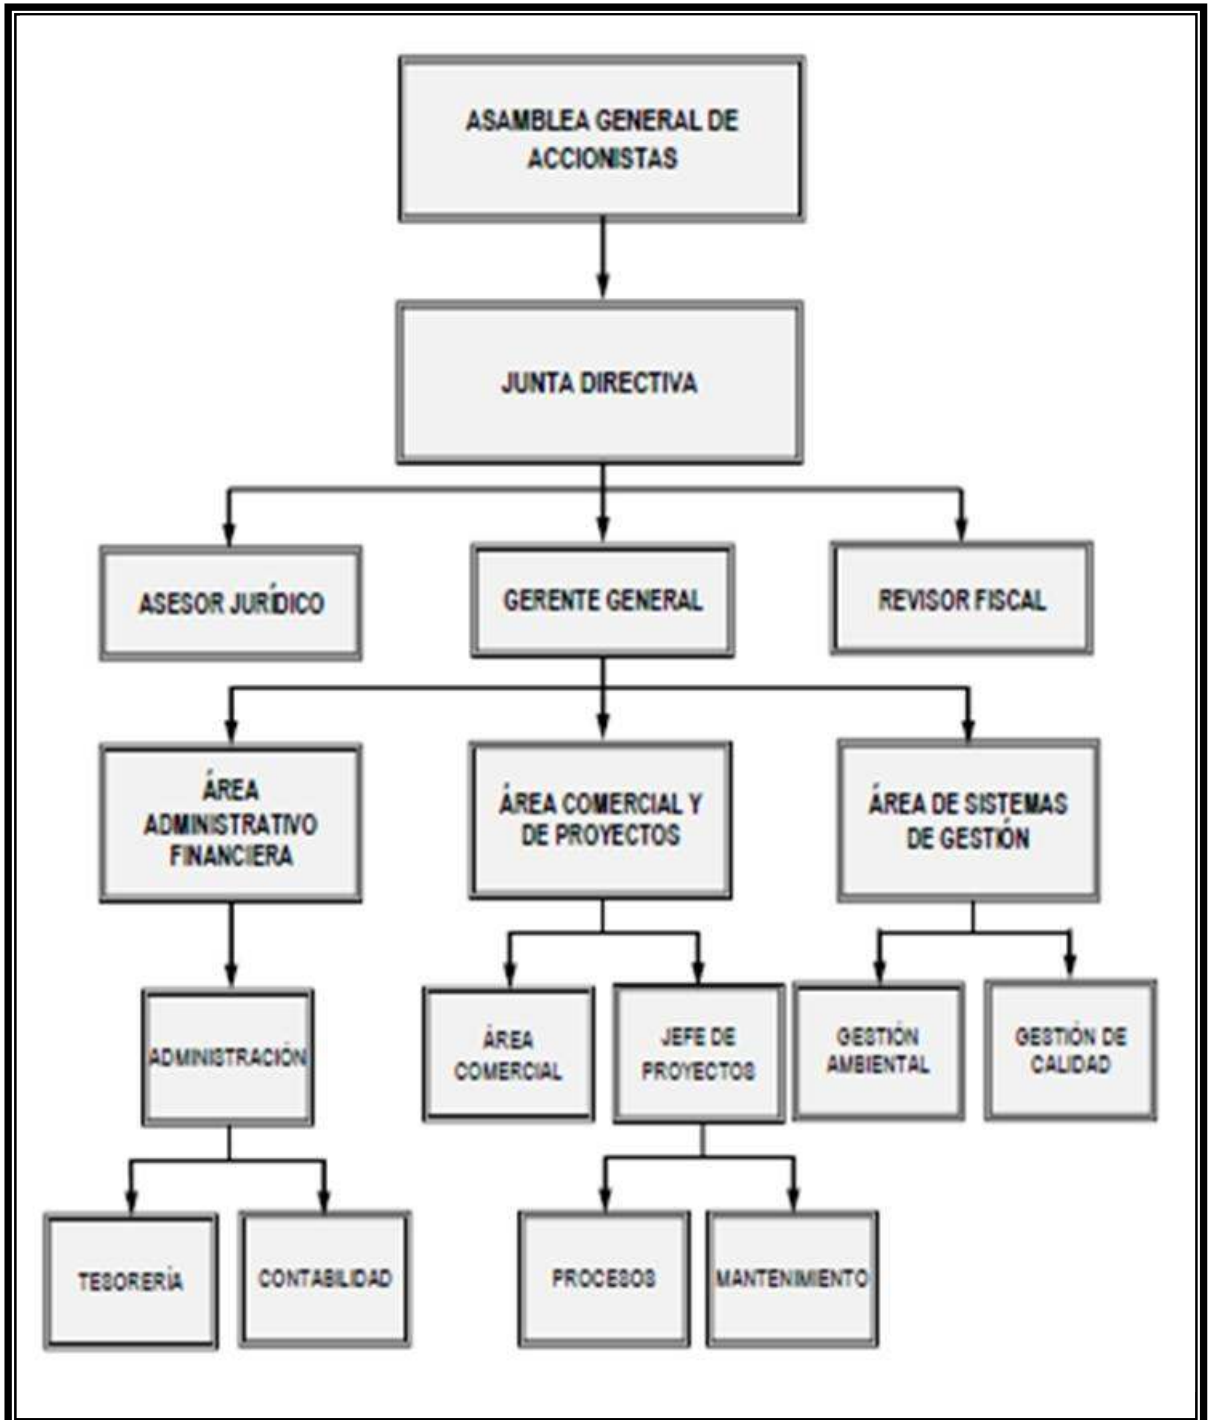 ASAMBLEA GENERAL DE
ACCIONISTAS
JUNTA DIRECTIVA
ASESOR JURÍDICO
GERENTE GENERAL
REVISOR FISCAL
ÁREA
ADMINISTRATIVO
FINANCIERA
ÁREA COMERCIAL Y
DE PROYECTOS
ÁREA DE SISTEMAS
DE GESTIÓN
ADMINISTRACIÓN
ÁREA
COMERCIAL
JEFE DE
PROYECTOS
GESTIÓN
AMBIENTAL
GESTIÓN DE
CALIDAD
TESORERÍA
CONTABILIDAD
PROCESOS
MANTENIMIENTO